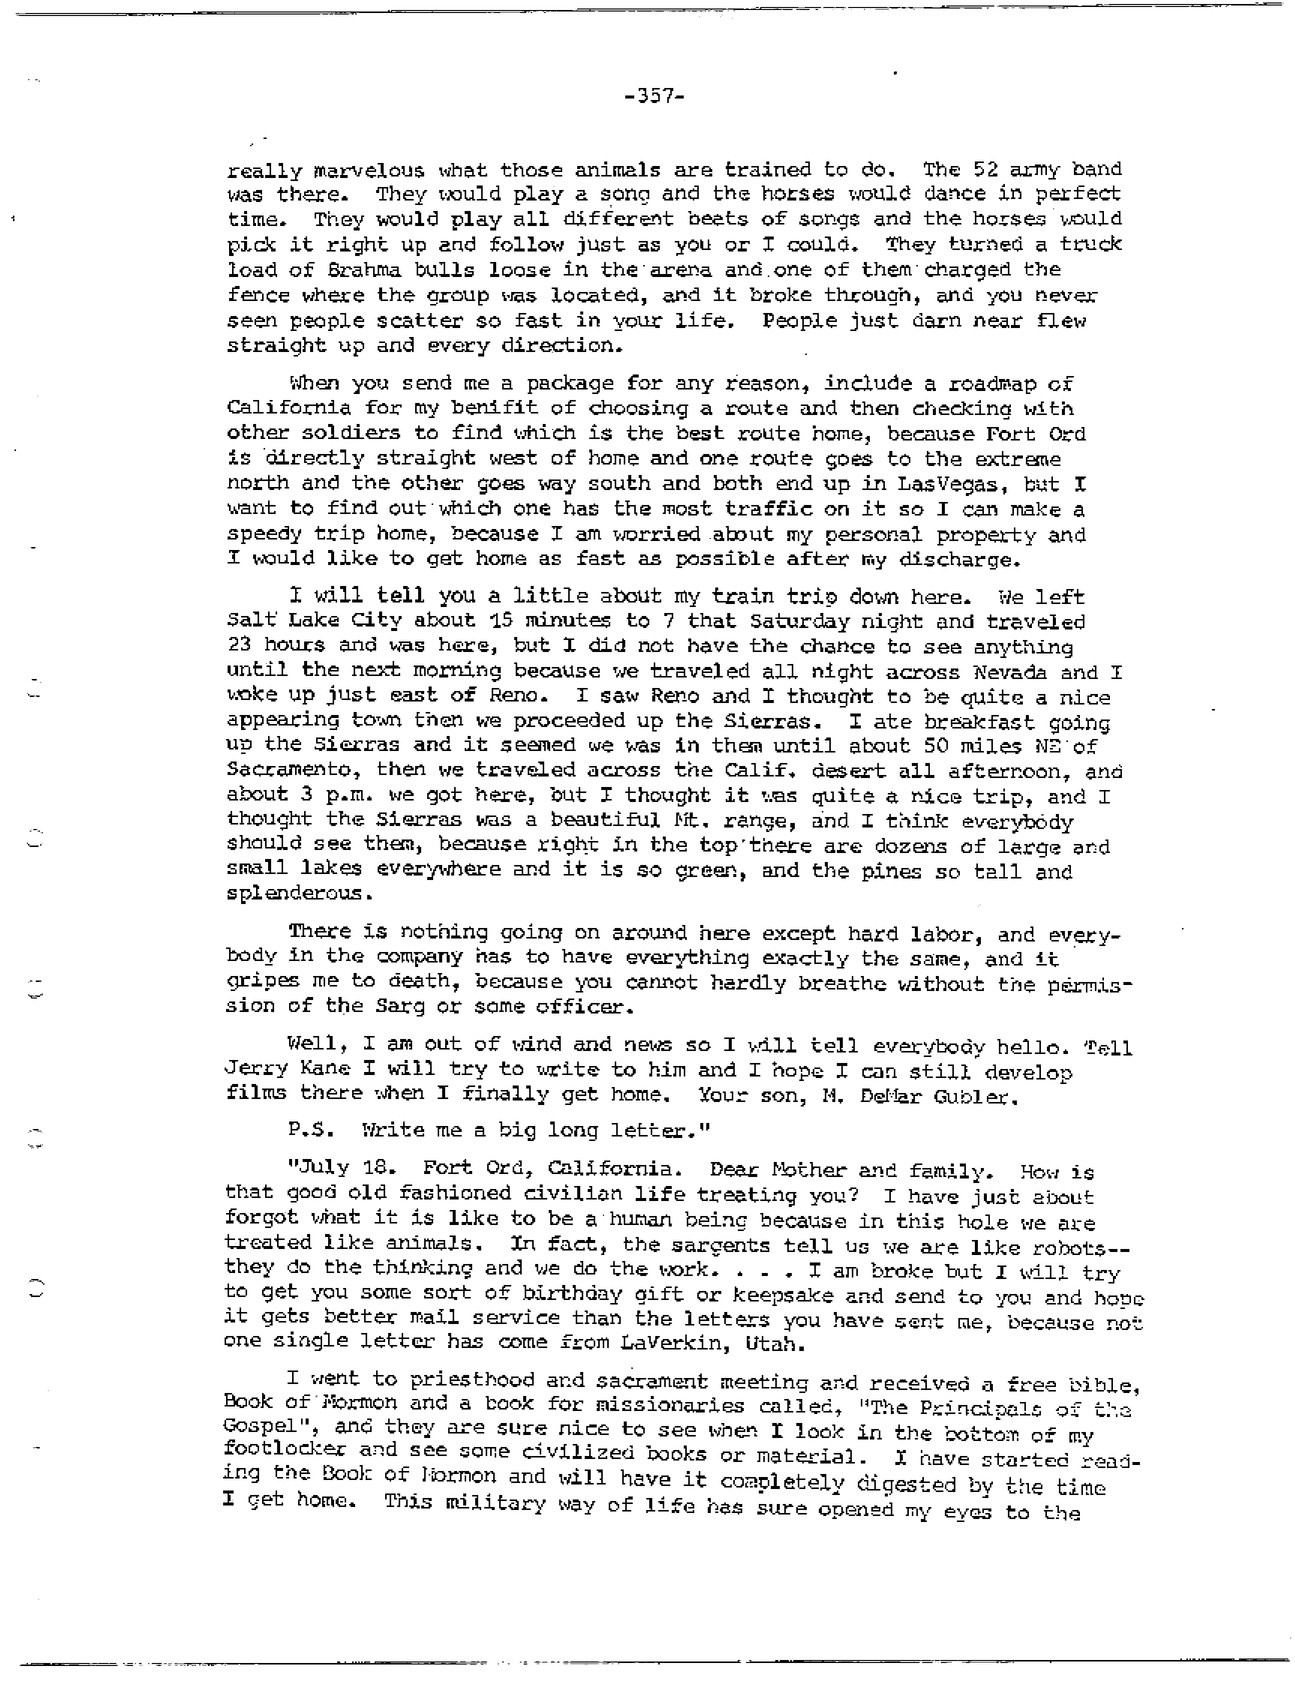 -357-
really marvelous what those animals are trained to do. The 52 army band
was there. They would play a song and the horses would dance in perfect
time. They would play all different beets of songs and the horses would
pick it right up and follow just as you or I could. They turned a truck
load of Brahma bulls loose in the arena and one of them charged the
fence where the group was located, and it broke through, and you never
seen people scatter so fast in your life. People just darn near flew
straight up and every direction.
When you send me a package for any reason, include a roadmap of
California for my benifit of choosing a route and then checking with
other soldiers to find which is the best route home, because Fort Ord
is directly straight west of home and one route goes to the extreme
north and the other goes way south and both end up in LasVegas, but I
want to find out which one has the most traffic on it so I can make a
speedy trip home, because I am worried about my personal property and
I would like to get home as fast as possible after my discharge.
I will tell you a little about my train trip down here. We left
Salt Lake City about 15 minutes to 7 that Saturday night and traveled
23 hours and was here, but I did not have the chance to see anything
until the next morning because we traveled all night across Nevada and I
woke up just east of Reno. I saw Reno and I thought to be quite a nice
appearing town then we proceeded up the Sierras. I ate breakfast going
up the Sierras and it seemed we was in them until about 50 miles NE of
Sacramento, then we traveled across the Calif. desert all afternoon, and
about 3 p.m. we got here, but I thought it was quite a nice trip, and I
thought the Sierras was a beautiful Mt. range, and I think everybody
should see them, because right in the top there are dozens of large and
small lakes everywhere and it is so green, and the pines so tall and
splenderous.
There is nothing going on around here except hard labor, and every-
body in the company has to have everything exactly the same, and it
gripes me to death, because you cannot hardly breathe without the permis-
sion of the Sarg or some officer.
Well, I am out of wind and news so I will tell everybody hello. Tell
Jerry Kane I will try to write to him and I hope I can still develop
films there when I finally get home. Your son, M. DeMar Gubler.
P.S. Write me a big long letter."
"July 18. Fort Ord, California. Dear Mother and family. How is
that good old fashioned civilian life treating you? I have just about
forgot what it is like to be a human being because in this hole we are
treated like animals. In fact, the sargents tell us we are like robots--
they do the thinking and we do the work. . . . I am broke but I will try
to get you some sort of birthday gift or keepsake and send to you and hope
it gets better mail service than the letters you have sent me, because not
one single letter has come from LaVerkin, Utah.
I went to priesthood and sacrament meeting and received a free bible,
Book of Mormon and a book for missionaries called, "The Principals of the
Gospel", and they are sure nice to see when I look in the bottom of my
footlocker and see some civilized books or material. I have started read-
ing the Book of Mormon and will have it completely digested by the time
I get home. This military way of life has sure opened my eyes to the